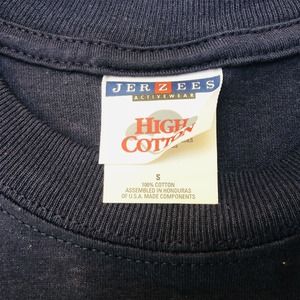 JERZEES
ACTIVEWEAR
HIGH
COTTON
S
100% COTTON
ASSEMBLED IN HONDURAS
OF U.S.A. MADE COMPONENTS